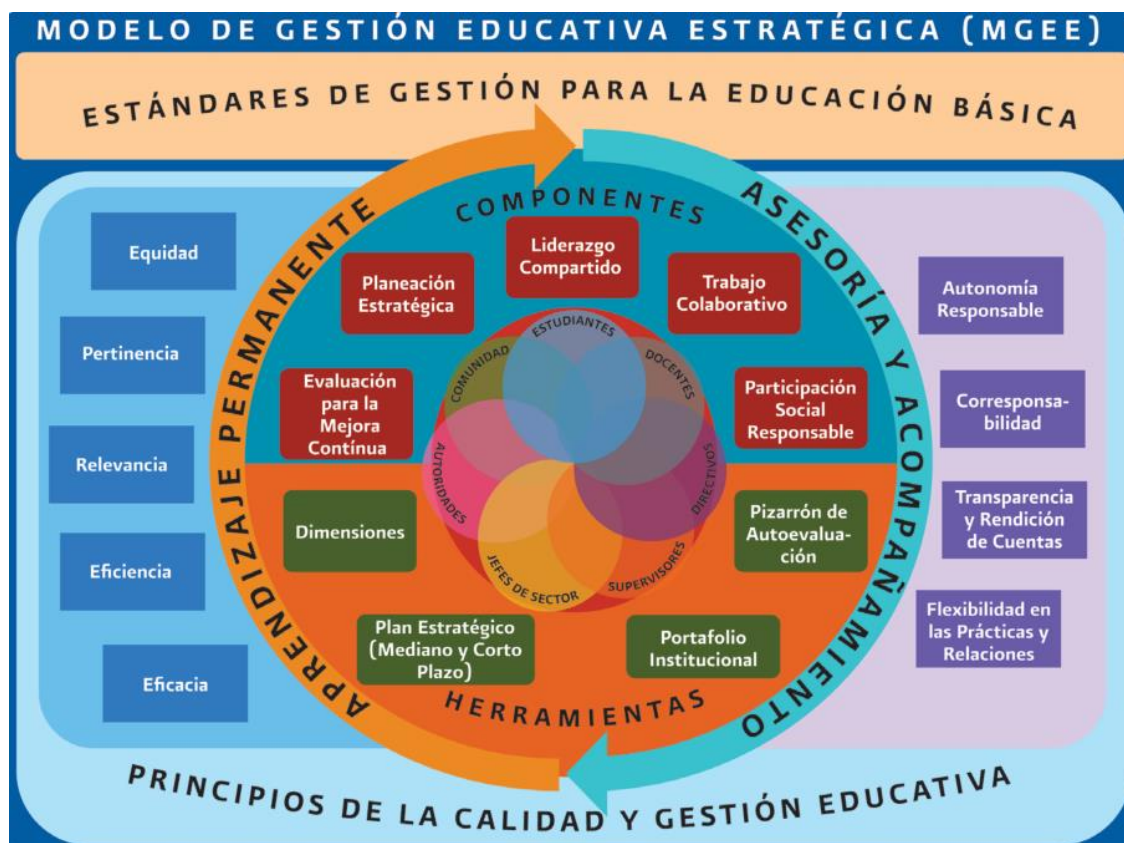 MODELO DE GESTIÓN EDUCATIVA ESTRATÉGICA (MGEE)
ESTÁNDARES DE GESTIÓN PARA LA EDUCACIÓN BÁSICA
APRENDIZAJE PERMANENTE
ASESORÍA Y ACOMPAÑAMIENTO
Equidad
Pertinencia
Relevancia
Eficiencia
Eficacia
COMPONENTES
Liderazgo
Compartido
Planeación
Estratégica
Trabajo
Colaborativo
Evaluación
para la
Mejora
Contínua
Participación
Social
Responsable
ESTUDIANTES
DOCENTES
DIRECTIVOS
SUPERVISORES
JEFES DE SECTOR
AUTORIDADES
COMUNIDAD
Dimensiones
Pizarrón de
Autoevalua-
ción
Plan Estratégico
(Mediano y Corto
Plazo)
Portafolio
Institucional
HERRAMIENTAS
Autonomía
Responsable
Corresponsa-
bilidad
Transparencia
y Rendición
de Cuentas
Flexibilidad en
las Prácticas y
Relaciones
PRINCIPIOS DE LA CALIDAD Y GESTIÓN EDUCATIVA